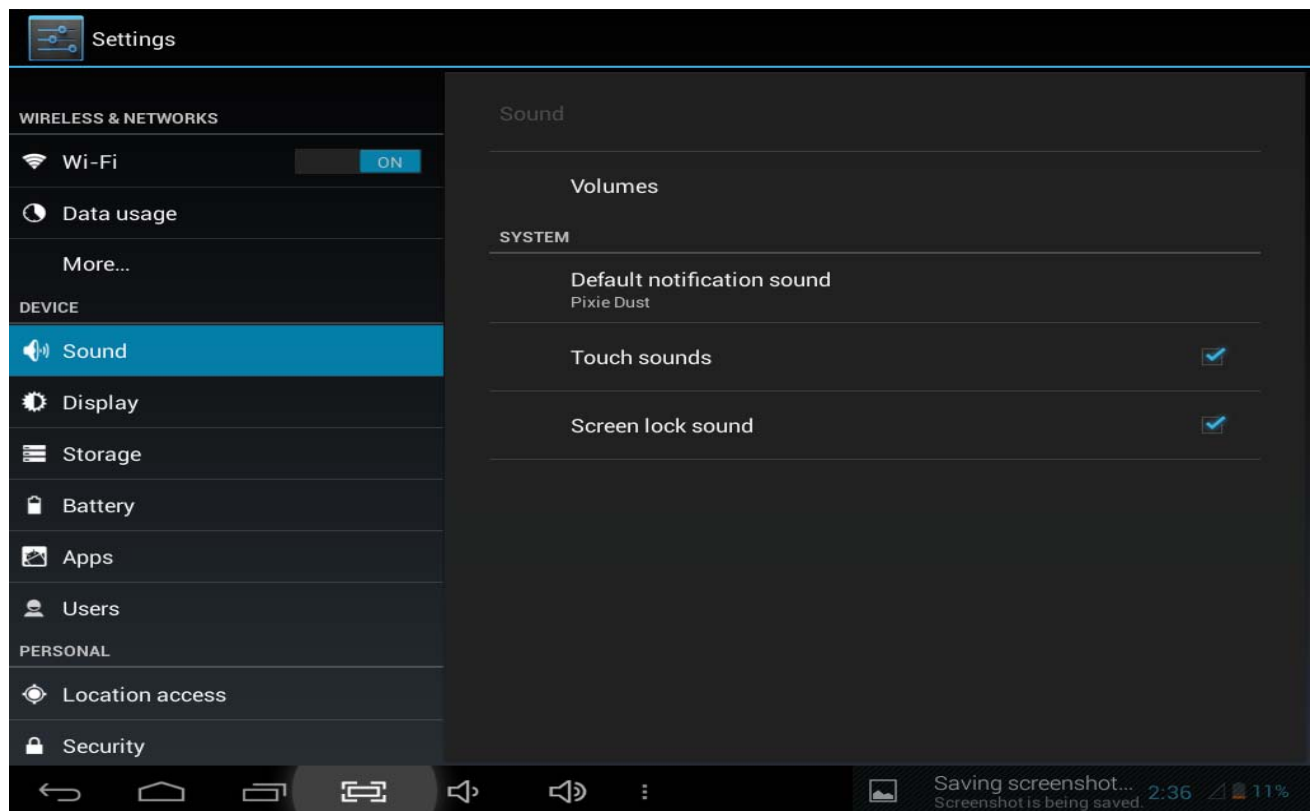 Settings
WIRELESS & NETWORKS
Wi-Fi
ON
Data usage
More...
DEVICE
Sound
Display
Storage
Battery
Apps
Users
PERSONAL
Location access
Security
Sound
Volumes
SYSTEM
Default notification sound
Pixie Dust
Touch sounds
Screen lock sound
Saving screenshot...
Screenshot is being saved.
2:36
11%